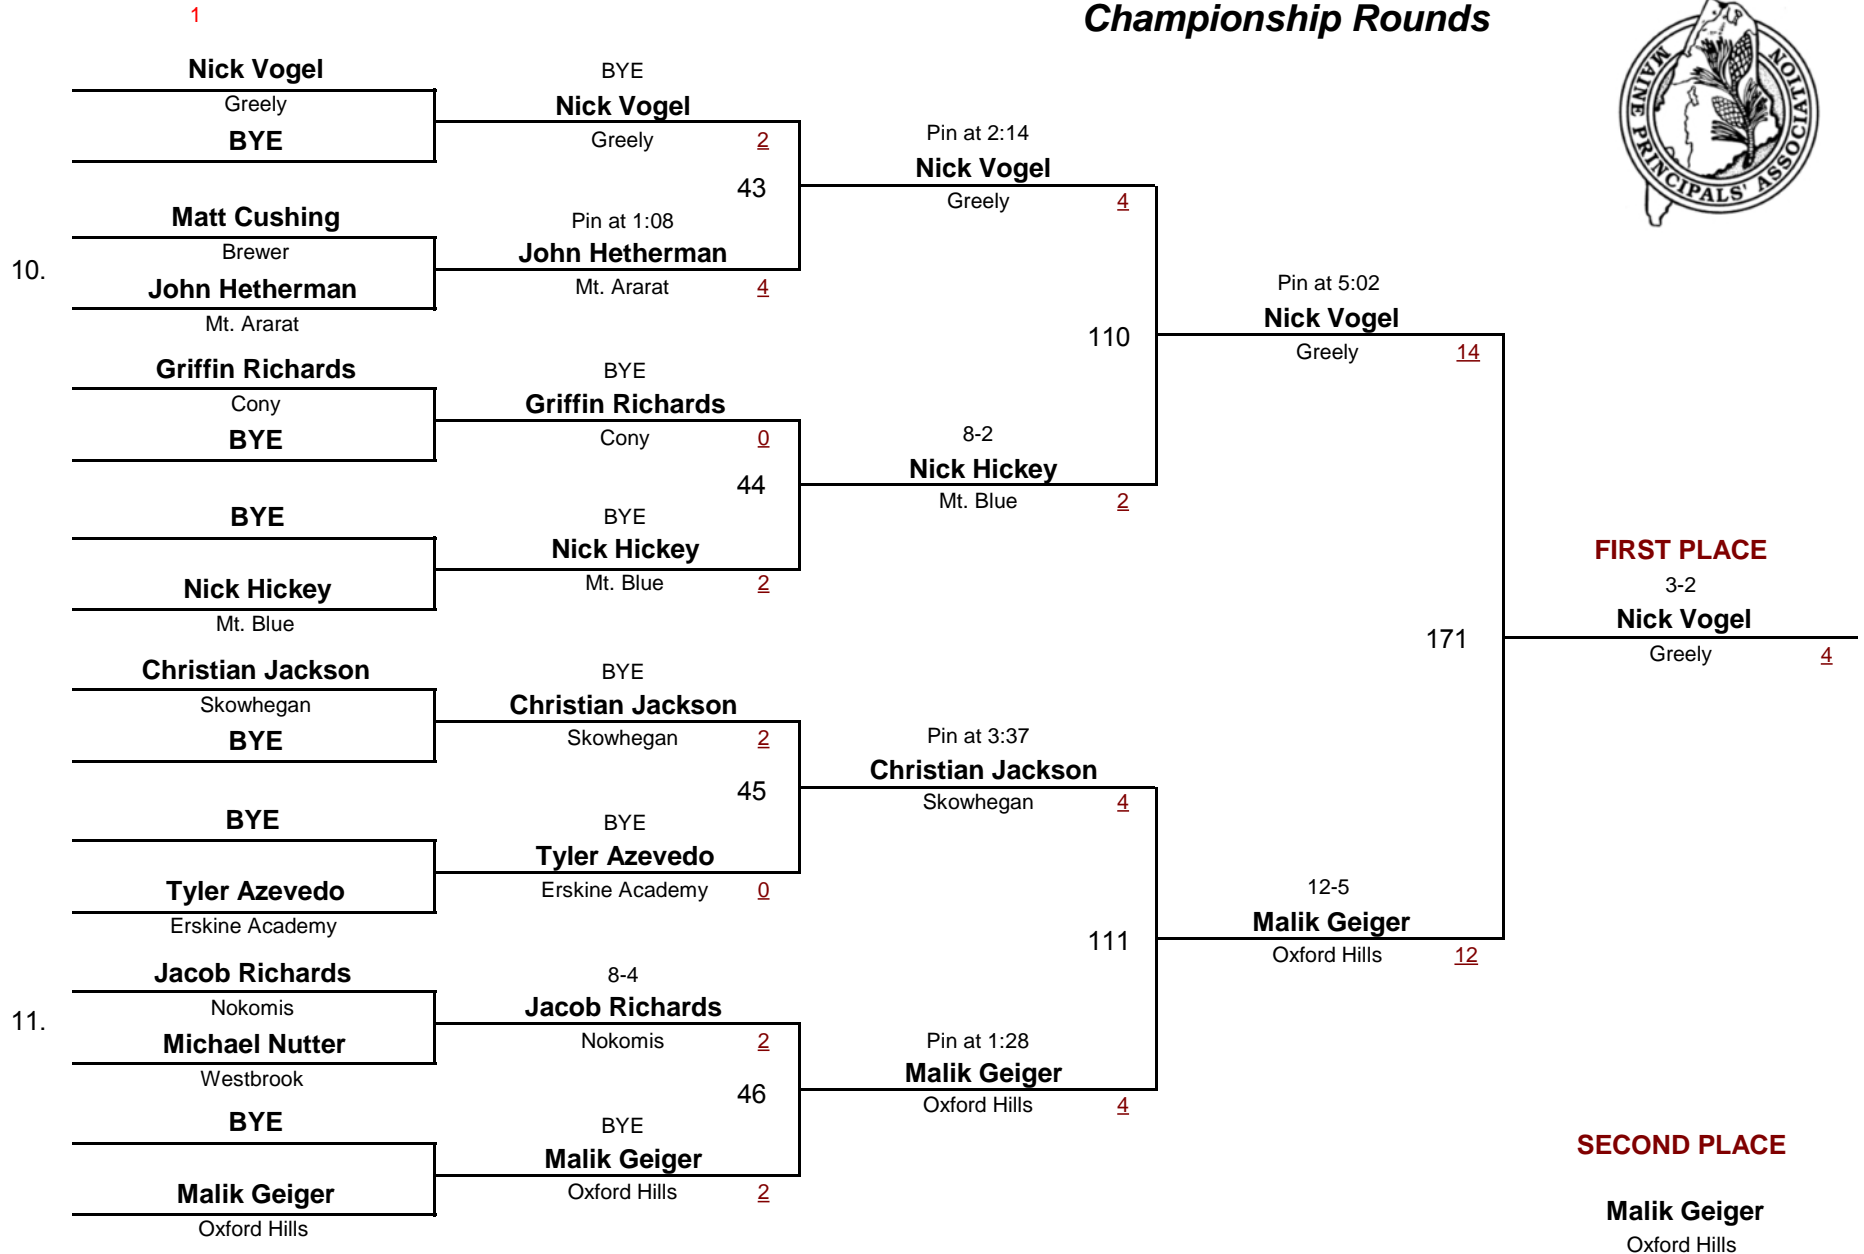 1
Championship Rounds
MAINE PRINCIPALS' ASSOCIATION
Nick Vogel
Greely
BYE
Matt Cushing
10.
Brewer
John Hetherman
Mt. Ararat
Griffin Richards
Cony
BYE
BYE
Nick Hickey
Mt. Blue
Christian Jackson
Skowhegan
BYE
BYE
Tyler Azevedo
Erskine Academy
Jacob Richards
11.
Nokomis
Michael Nutter
Westbrook
BYE
Malik Geiger
Oxford Hills
BYE
Nick Vogel
Greely 2
43
Pin at 1:08
John Hetherman
Mt. Ararat 4
BYE
Griffin Richards
Cony 0
44
BYE
Nick Hickey
Mt. Blue 2
BYE
Christian Jackson
Skowhegan 2
45
BYE
Tyler Azevedo
Erskine Academy 0
8-4
Jacob Richards
Nokomis 2
46
BYE
Malik Geiger
Oxford Hills 2
Pin at 2:14
Nick Vogel
Greely 4
110
8-2
Nick Hickey
Mt. Blue 2
Pin at 3:37
Christian Jackson
Skowhegan 4
111
Pin at 1:28
Malik Geiger
Oxford Hills 4
Pin at 5:02
Nick Vogel
Greely 14
171
12-5
Malik Geiger
Oxford Hills 12
FIRST PLACE
3-2
Nick Vogel
Greely 4
SECOND PLACE
Malik Geiger
Oxford Hills